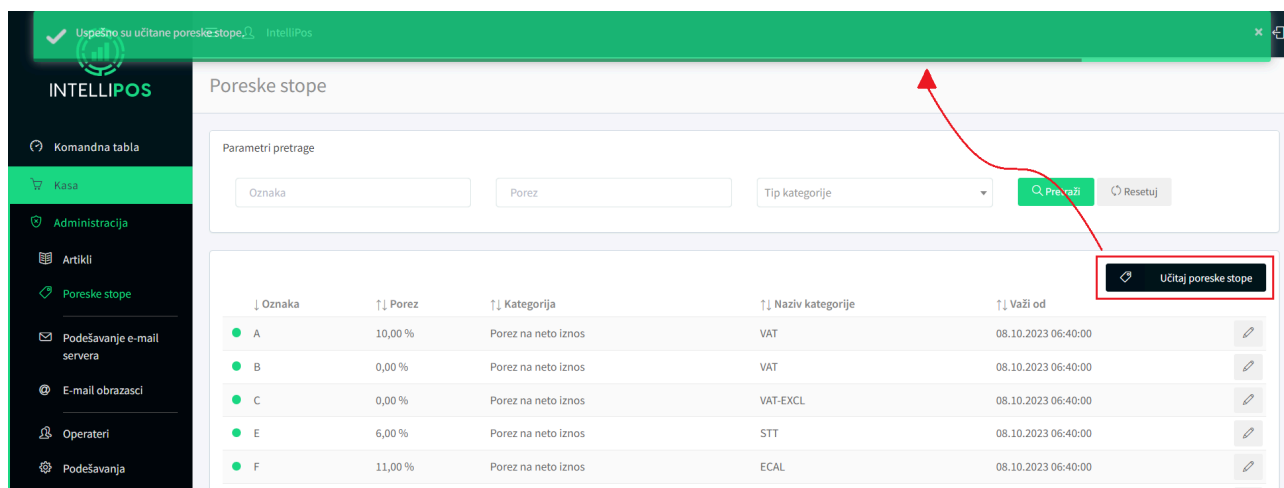 Uspešno su učitane poreske stope.
IntelliPos
×
INTELLIPOS
Poreske stope
Komandna tabla
Kasa
Administracija
Artikli
Poreske stope
Podešavanje e-mail
servera
E-mail obrazasci
Operateri
Podešavanja
Parametri pretrage
Oznaka Porez Tip kategorije Pretraži Resetuj
Učitaj poreske stope
↓ Oznaka ↑↓ Porez ↑↓ Kategorija ↑↓ Naziv kategorije ↑↓ Važi od
A 10,00 % Porez na neto iznos VAT 08.10.2023 06:40:00
B 0,00 % Porez na neto iznos VAT 08.10.2023 06:40:00
C 0,00 % Porez na neto iznos VAT-EXCL 08.10.2023 06:40:00
E 6,00 % Porez na neto iznos STT 08.10.2023 06:40:00
F 11,00 % Porez na neto iznos ECAL 08.10.2023 06:40:00